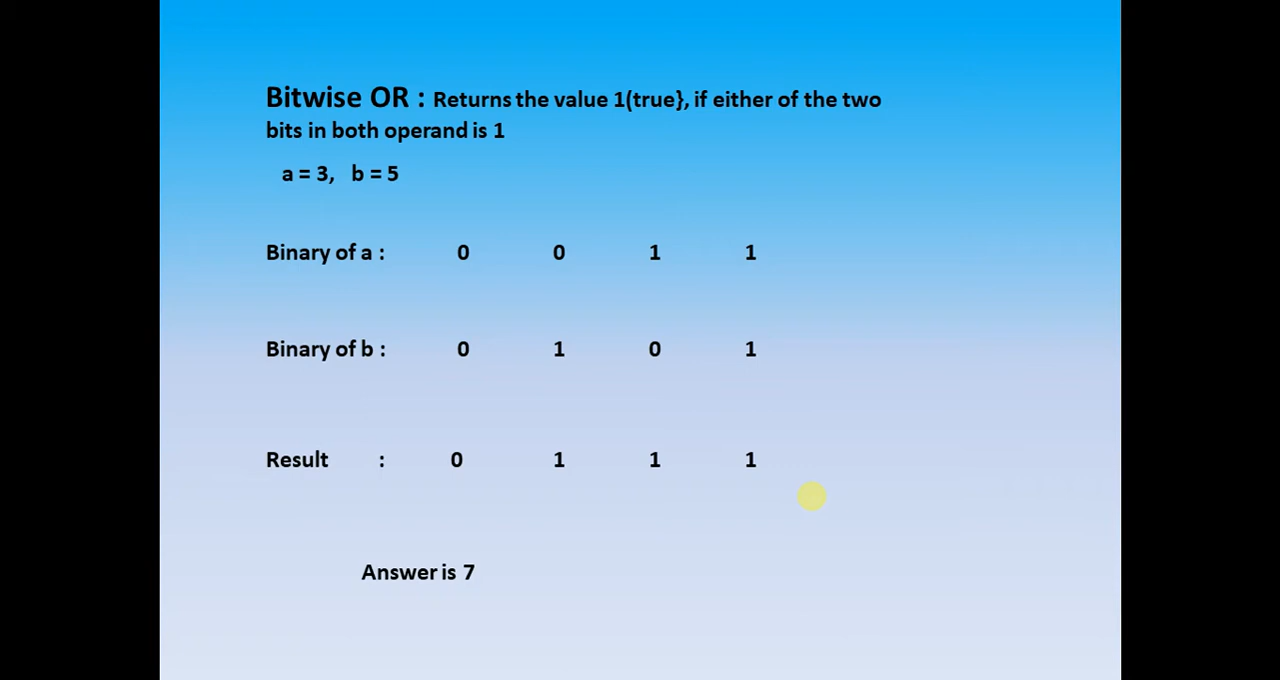 Bitwise OR : Returns the value 1(true}, if either of the two
bits in both operand is 1
a = 3, b = 5
Binary of a : 0 0 1 1
Binary of b : 0 1 0 1
Result : 0 1 1 1
Answer is 7